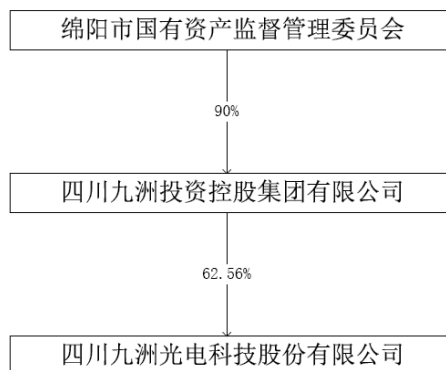 绵阳市国有资产监督管理委员会
90%
四川九洲投资控股集团有限公司
62.56%
四川九洲光电科技股份有限公司